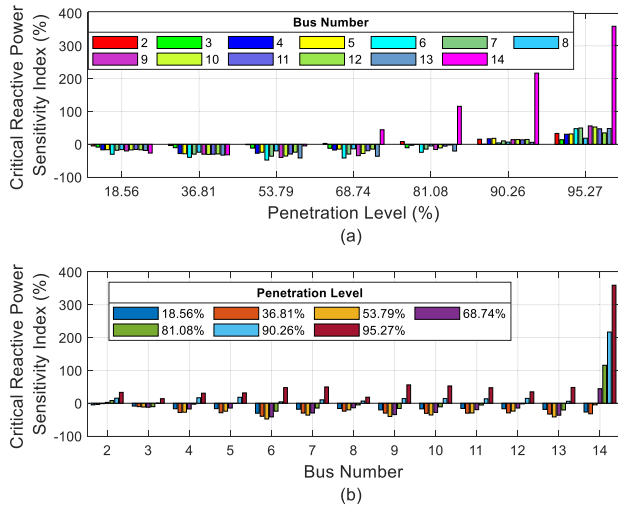 400
300
200
100
0
-100
Critical Reactive Power
Sensitivity Index (%)
Bus Number
2 3 4 5 6 7 8
9 10 11 12 13 14
18.56 36.81 53.79 68.74 81.08 90.26 95.27
Penetration Level (%)
(a)
400
300
200
100
0
-100
Critical Reactive Power
Sensitivity Index (%)
Penetration Level
18.56% 36.81% 53.79% 68.74%
81.08% 90.26% 95.27%
2 3 4 5 6 7 8 9 10 11 12 13 14
Bus Number
(b)